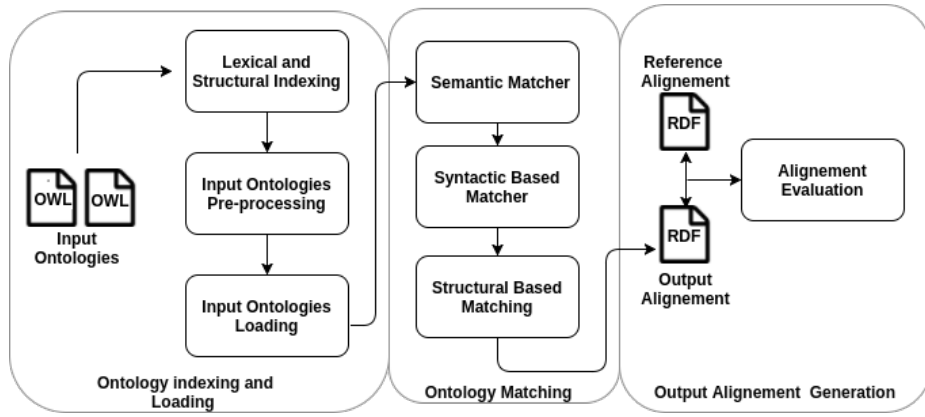 Lexical and
Structural Indexing
OWL
OWL
Input
Ontologies
Input Ontologies
Pre-processing
Input Ontologies
Loading
Ontology indexing and
Loading
Semantic Matcher
Syntactic Based
Matcher
Structural Based
Matching
Ontology Matching
Reference
Alignement
RDF
Alignement
Evaluation
RDF
Output
Alignement
Output Alignement Generation